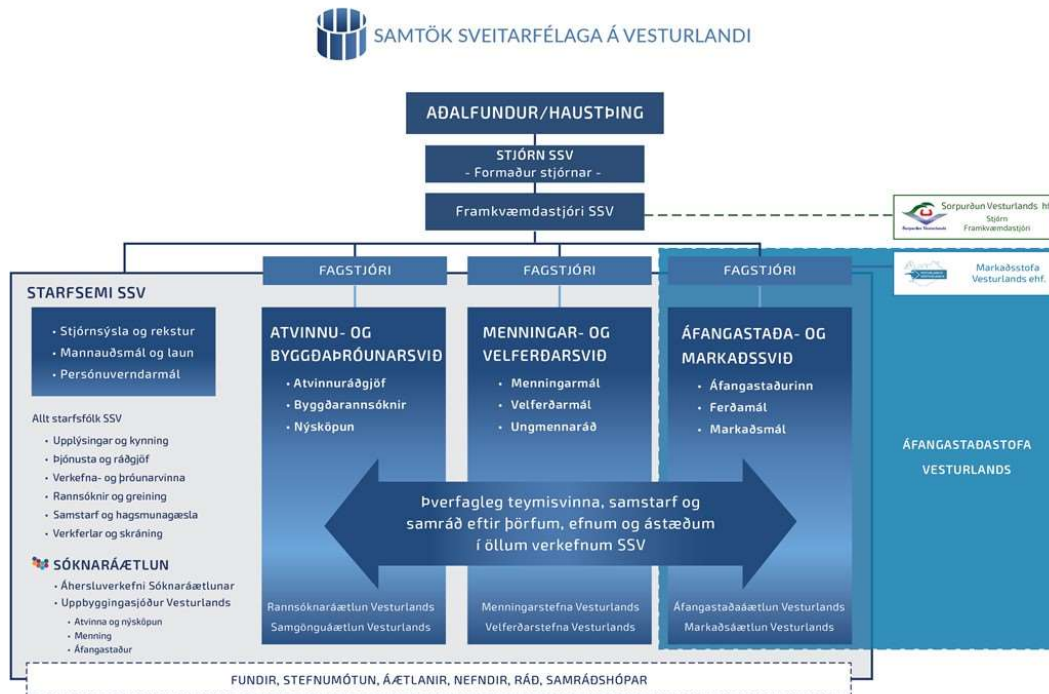 SAMTÖK SVEITARFÉLAGA Á VESTURLANDI
AÐALFUNDUR/HAUSTÞING
STJÓRN SSV
- Formaður stjórnar -
Framkvæmdastjóri SSV
Sorpurðun Vesturlands hf
Stjórn
Framkvæmdastjóri
Sorpurðun Vesturlands
Markaðsstofa
Vesturlands ehf.
STARFSEMI SSV
• Stjórnsýsla og rekstur
• Mannauðsmál og laun
• Persónuverndarmál
Allt starfsfólk SSV
• Upplýsingar og kynning
• Þjónusta og ráðgjöf
• Verkefna- og þróunarvinna
• Rannsóknir og greining
• Samstarf og hagsmunagæsla
• Verkferlar og skráning
SÓKNARÁÆTLUN
• Áhersluverkefni Sóknaráætlunar
• Uppbyggingasjóður Vesturlands
• Atvinna og nýsköpun
• Menning
• Áfangastaður
FAGSTJÓRI
ATVINNU- OG
BYGGÐAÞRÓUNARSVIÐ
• Atvinnuráðgjöf
• Byggðarannsóknir
• Nýsköpun
Rannsóknaráætlun Vesturlands
Samgönguáætlun Vesturlands
FAGSTJÓRI
MENNINGAR- OG
VELFERÐARSVIÐ
• Menningarmál
• Velferðarmál
• Ungmennaráð
Menningarstefna Vesturlands
Velferðarstefna Vesturlands
FAGSTJÓRI
ÁFANGASTAÐA- OG
MARKAÐSSVIÐ
• Áfangastaðurinn
• Ferðamál
• Markaðsmál
Áfangastaðaáætlun Vesturlands
Markaðsáætlun Vesturlands
Þverfagleg teymisvinna, samstarf og
samráð eftir þörfum, efnum og ástæðum
í öllum verkefnum SSV
ÁFANGASTAÐASTOFA
VESTURLANDS
FUNDIR, STEFNUMÓTUN, ÁÆTLANIR, NEFNDIR, RÁÐ, SAMRÁÐSHÓPAR